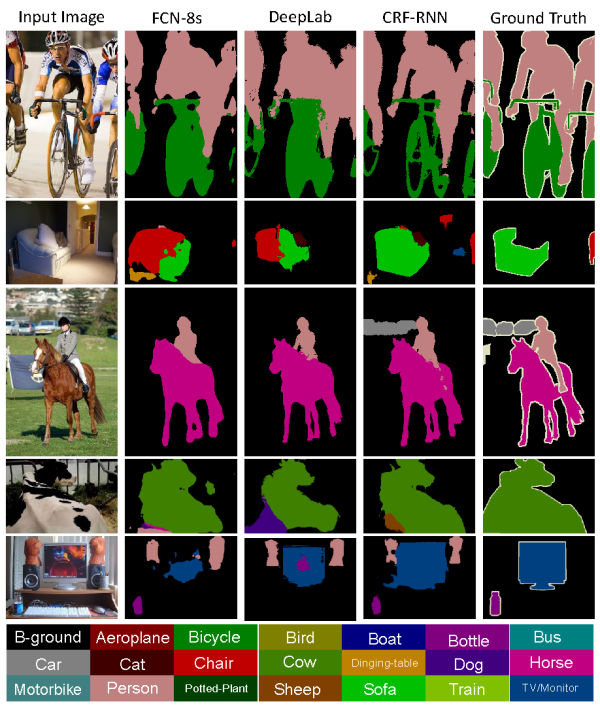 Input Image FCN-8s DeepLab CRF-RNN Ground Truth
B-ground Aeroplane Bicycle Bird Boat Bottle Bus
Car Cat Chair Cow Dinging-table Dog Horse
Motorbike Person Potted-Plant Sheep Sofa Train TV/Monitor